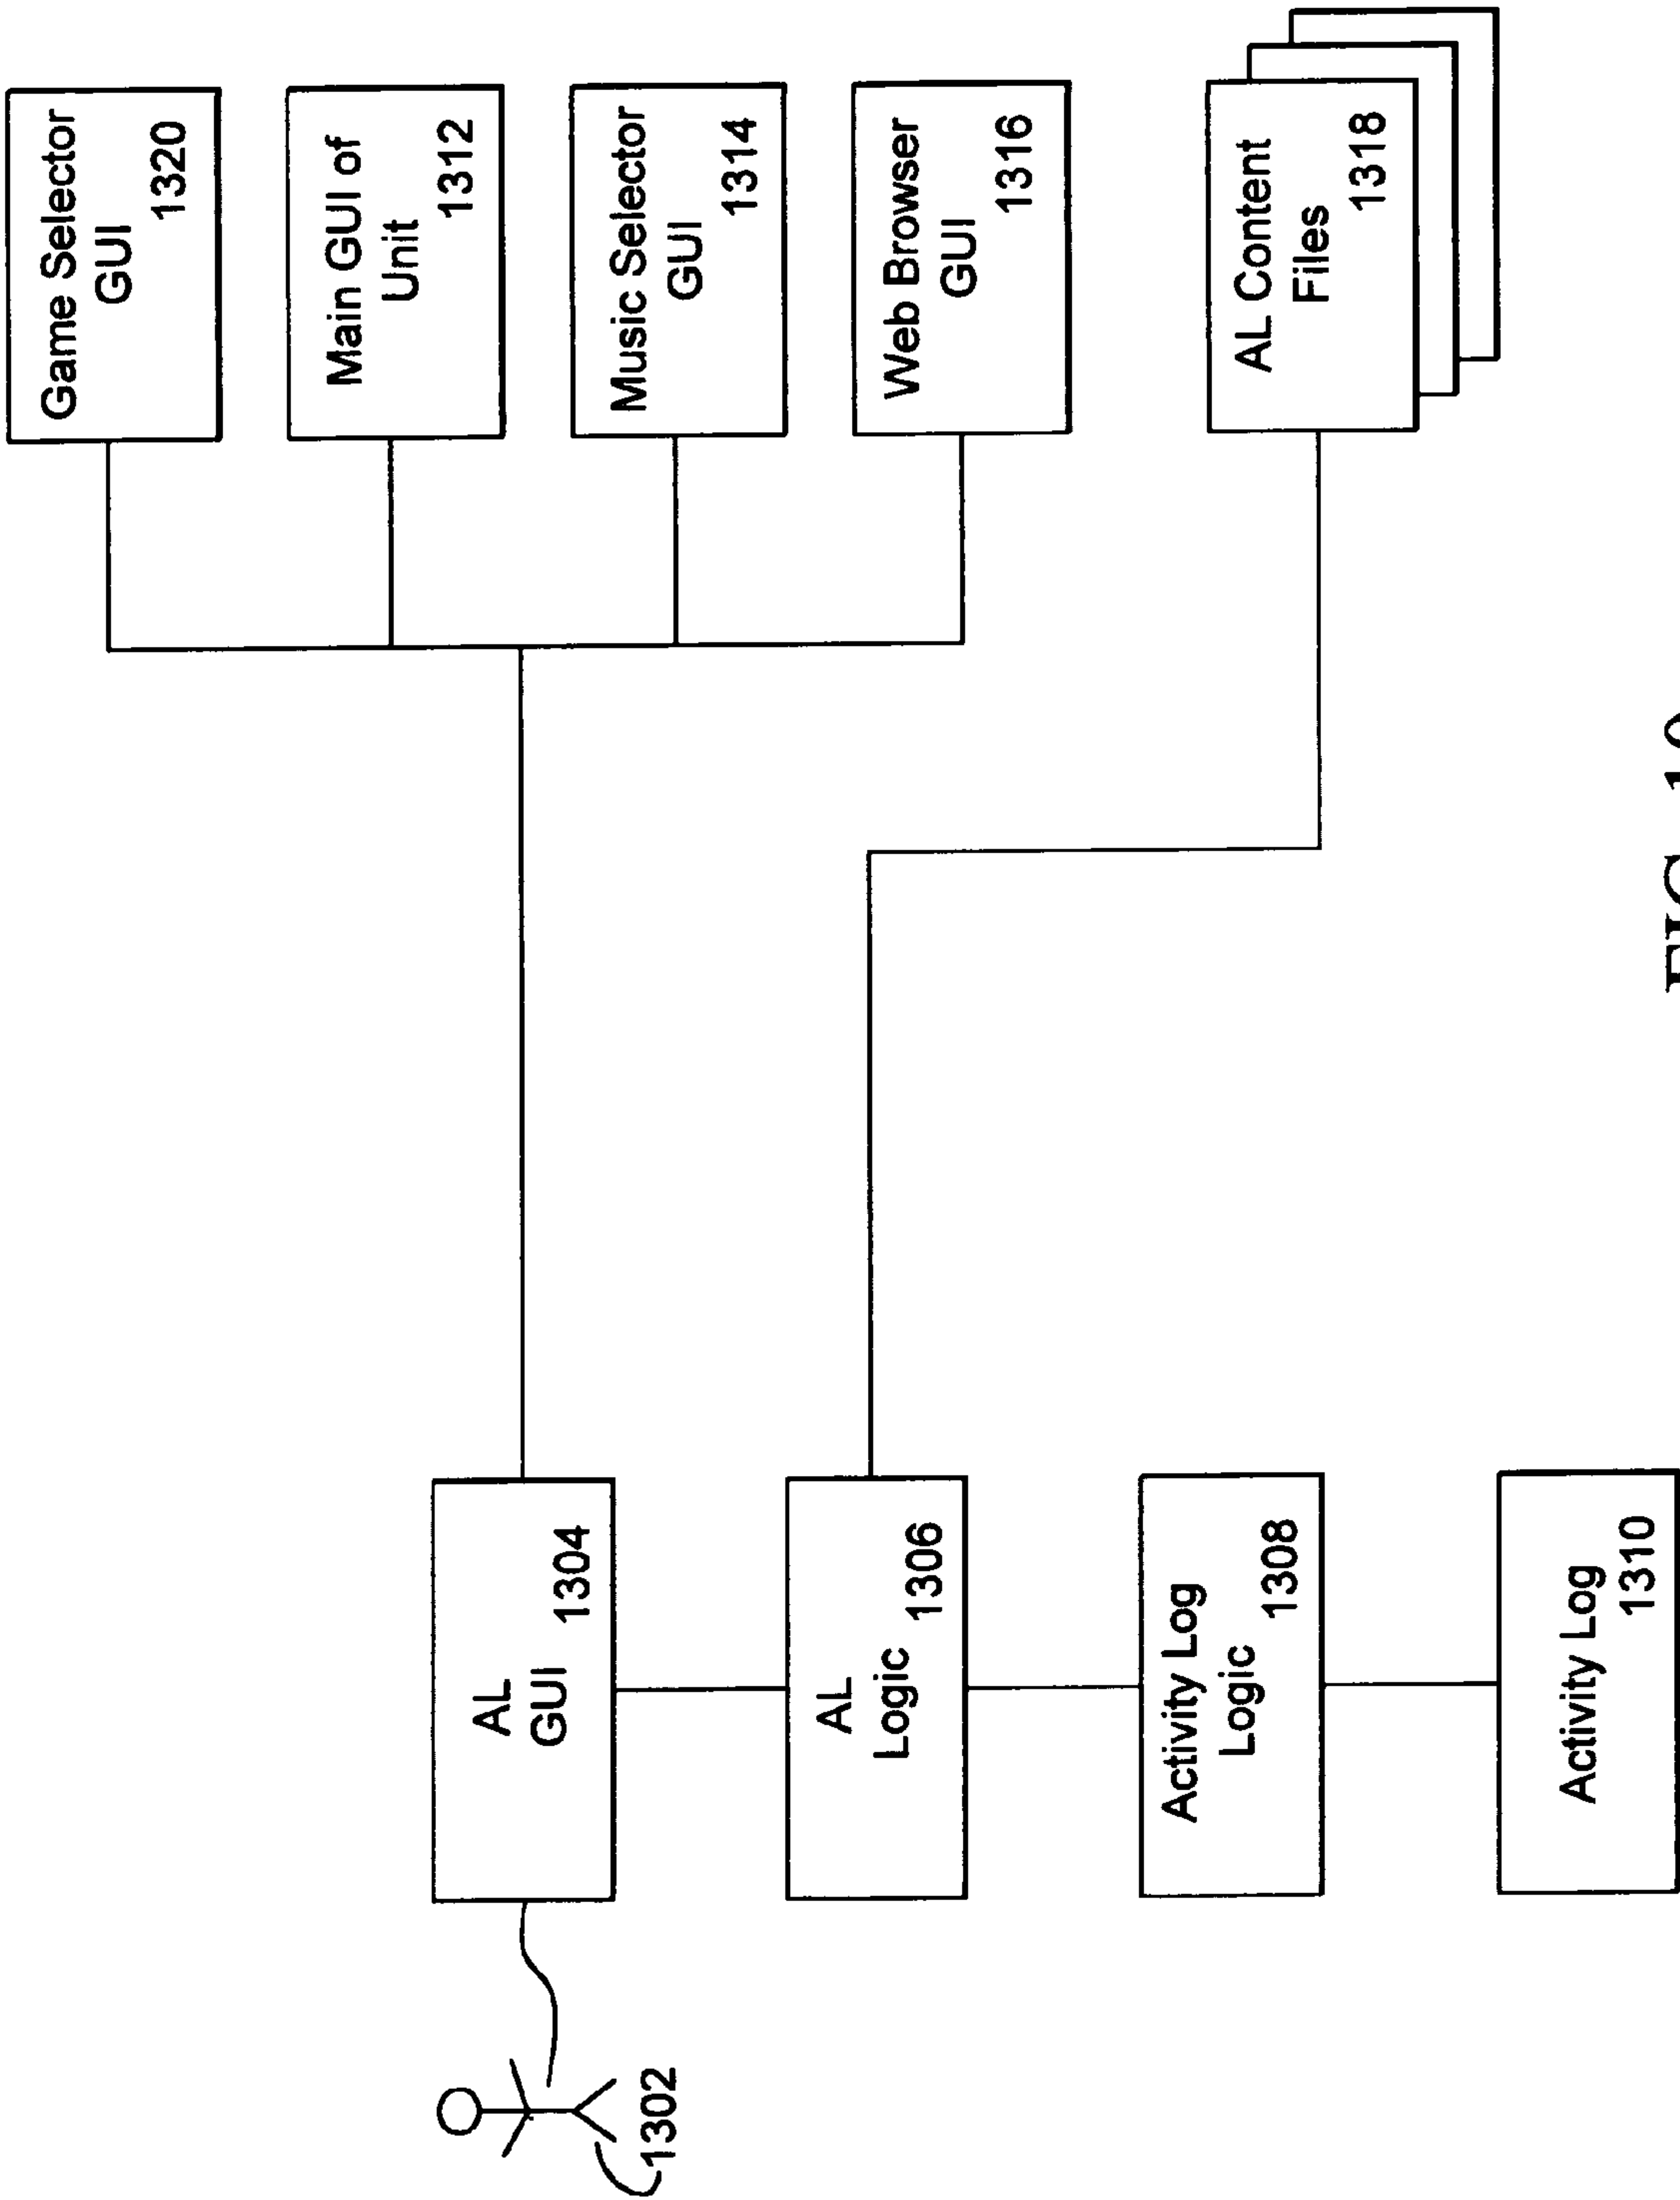 1302
AL
GUI
1304
AL
Logic
1306
Activity Log
Logic
1308
Activity Log
1310
Game Selector
GUI
1320
Main GUI of
Unit
1312
Music Selector
GUI
1314
Web Browser
GUI
1316
AL Content
Files
1318
FIG.